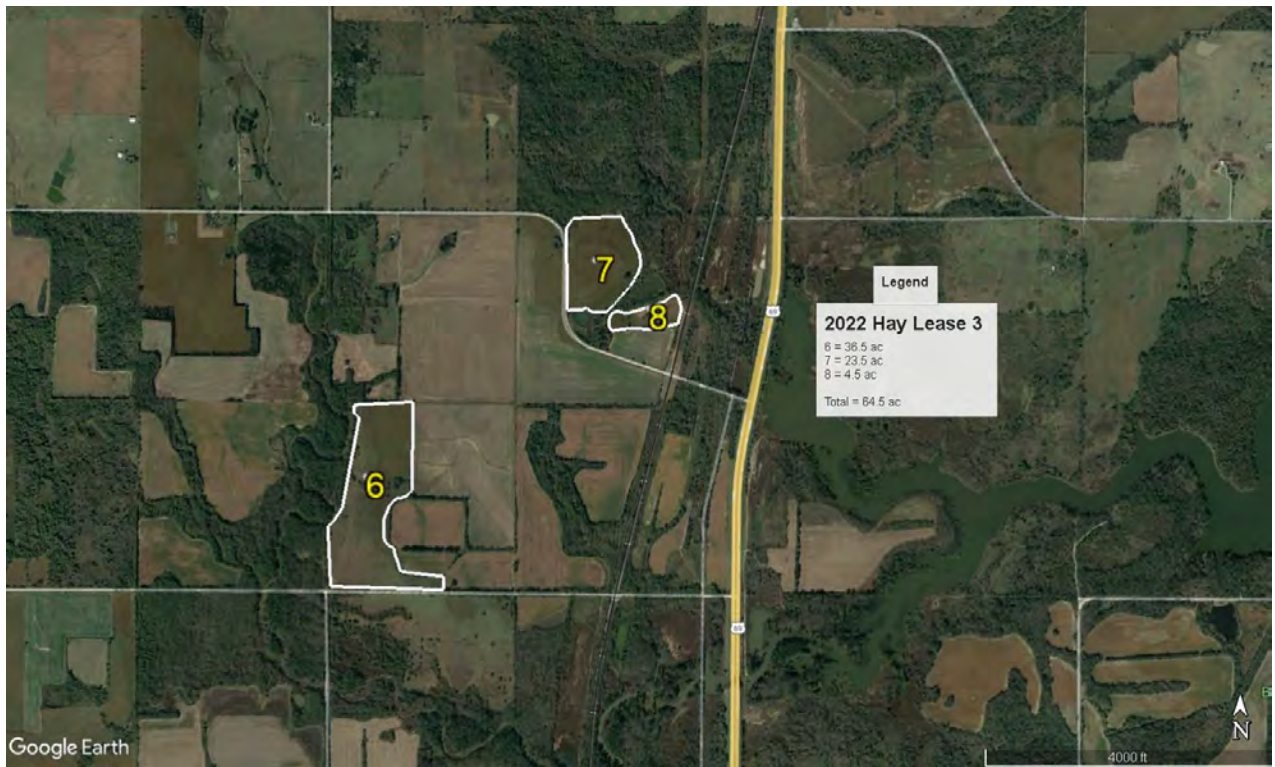 7
8
6
69
69
Legend
2022 Hay Lease 3
6 = 36.5 ac
7 = 23.5 ac
8 = 4.5 ac
Total = 64.5 ac
Google Earth
N
4000 ft